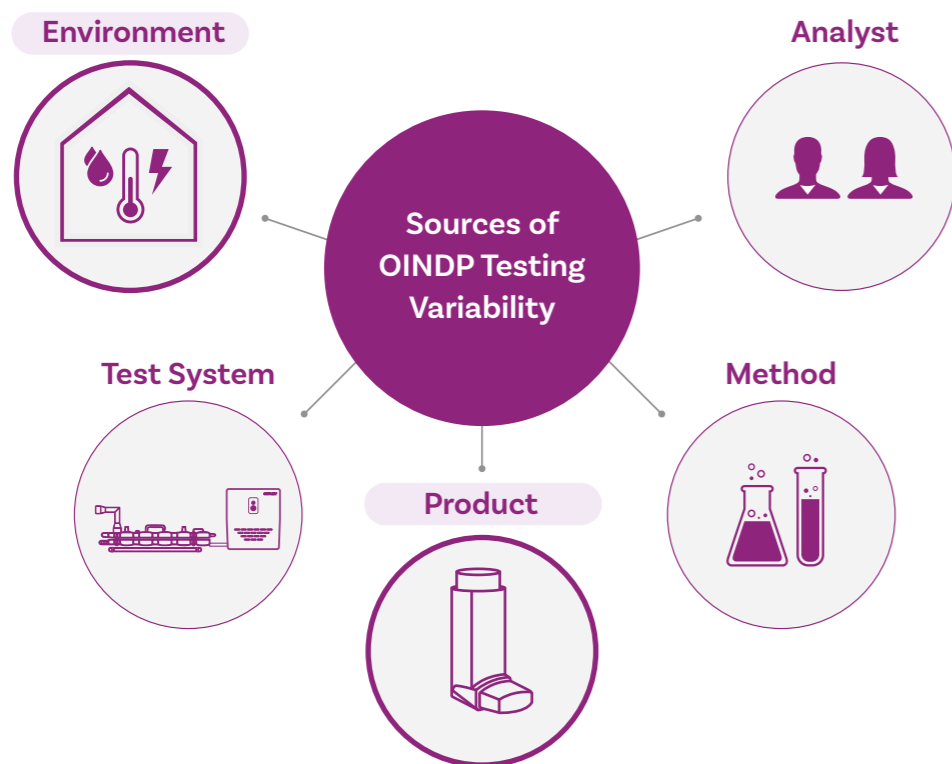 Environment
Analyst
Sources of
OINDP Testing
Variability
Test System
Method
Product